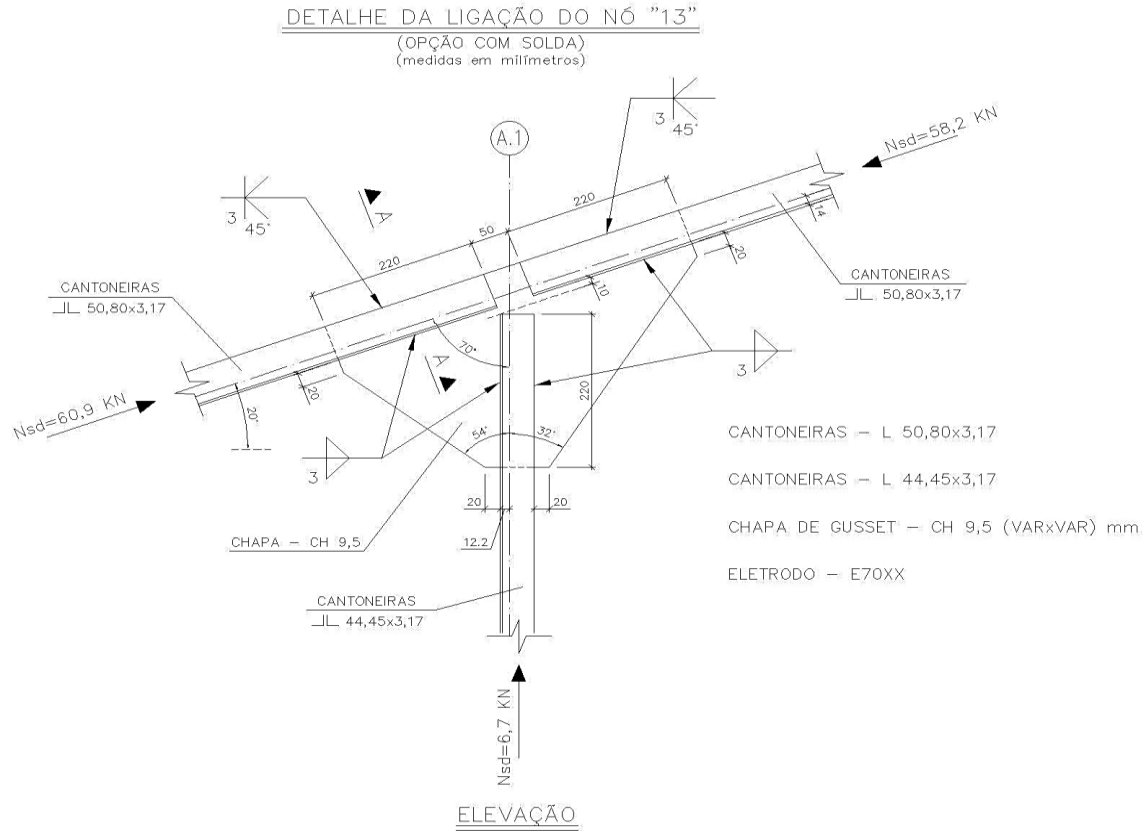 DETALHE DA LIGAÇÃO DO NÓ "13"
(OPÇÃO COM SOLDA)
(medidas em milímetros)
3 45°
Nsd=58,2 KN
A.1
3 45°
A
220
50
220
14
20
CANTONEIRAS
⅃L 50,80x3,17
CANTONEIRAS
⅃L 50,80x3,17
10
70°
A
3
20
20°
220
Nsd=60,9 KN
54°
32°
3
CANTONEIRAS - L 50,80x3,17
CANTONEIRAS - L 44,45x3,17
20
20
CHAPA DE GUSSET - CH 9,5 (VARxVAR) mm
CHAPA - CH 9,5
12.2
ELETRODO - E70XX
CANTONEIRAS
⅃L 44,45x3,17
Nsd=6,7 KN
ELEVAÇÃO